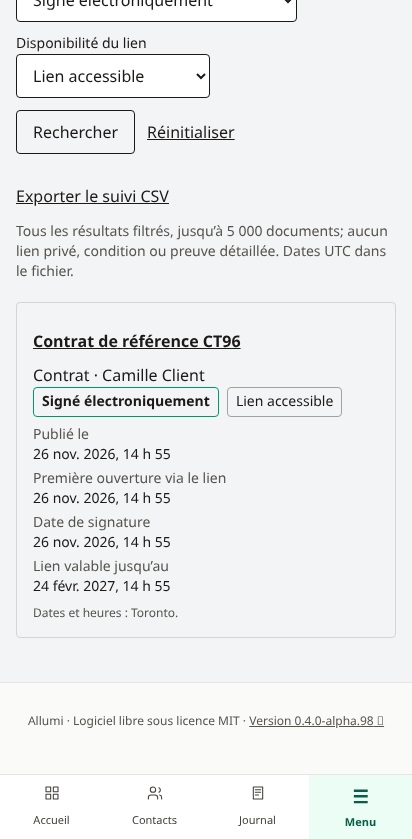 Signé électroniquement
Disponibilité du lien
Lien accessible
Rechercher Réinitialiser
Exporter le suivi CSV
Tous les résultats filtrés, jusqu’à 5 000 documents; aucun
lien privé, condition ou preuve détaillée. Dates UTC dans
le fichier.
Contrat de référence CT96
Contrat · Camille Client
Signé électroniquement Lien accessible
Publié le
26 nov. 2026, 14 h 55
Première ouverture via le lien
26 nov. 2026, 14 h 55
Date de signature
26 nov. 2026, 14 h 55
Lien valable jusqu’au
24 févr. 2027, 14 h 55
Dates et heures : Toronto.
Allumi · Logiciel libre sous licence MIT · Version 0.4.0-alpha.98
Accueil Contacts Journal Menu